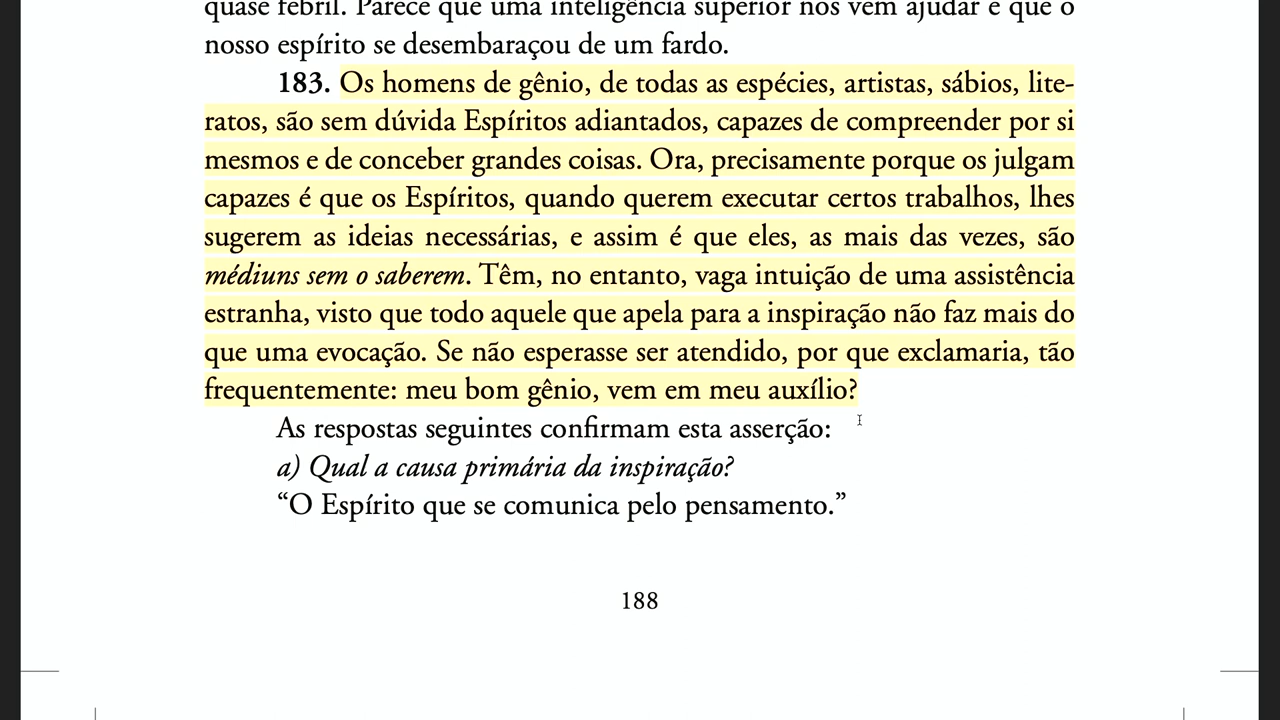 quase febril. Parece que uma inteligência superior nos vem ajudar e que o
nosso espírito se desembaraçou de um fardo.
183. Os homens de gênio, de todas as espécies, artistas, sábios, lite-
ratos, são sem dúvida Espíritos adiantados, capazes de compreender por si
mesmos e de conceber grandes coisas. Ora, precisamente porque os julgam
capazes é que os Espíritos, quando querem executar certos trabalhos, lhes
sugerem as ideias necessárias, e assim é que eles, as mais das vezes, são
médiuns sem o saberem. Têm, no entanto, vaga intuição de uma assistência
estranha, visto que todo aquele que apela para a inspiração não faz mais do
que uma evocação. Se não esperasse ser atendido, por que exclamaria, tão
frequentemente: meu bom gênio, vem em meu auxílio?
As respostas seguintes confirmam esta asserção:
a) Qual a causa primária da inspiração?
“O Espírito que se comunica pelo pensamento.”
188